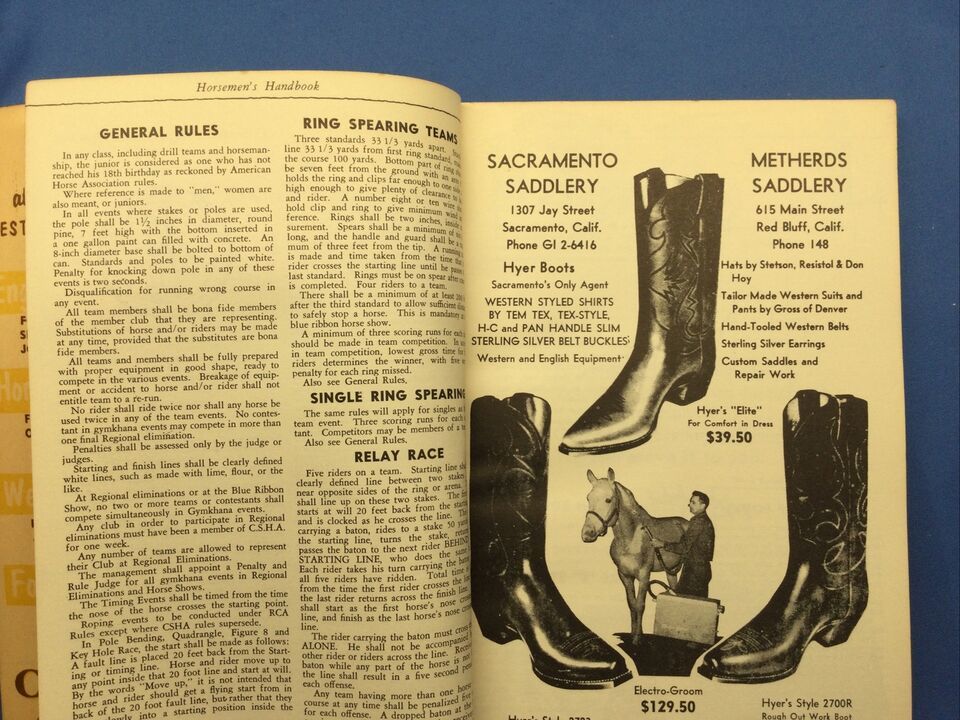 Horsemen's Handbook
GENERAL RULES
In any class, including drill teams and horseman-
ship, the junior is considered as one who has not
reached his 18th birthday as reckoned by American
Horse Association rules.
Where reference is made to "men," women are
also meant, or juniors.
In all events where stakes or poles are used,
the pole shall be 1½ inches in diameter, round
pine, 7 feet high with the bottom inserted in
a one gallon paint can filled with concrete. An
8-inch diameter base shall be bolted to bottom of
can. Standards and poles to be painted white.
Penalty for knocking down pole in any of these
events is two seconds.
Disqualification for running wrong course in
any event.
All team members shall be bona fide members
of the member club that they are representing.
Substitutions of horse and/or riders may be made
at any time, provided that the substitutes are bona
fide members.
All teams and members shall be fully prepared
with proper equipment in good shape, ready to
compete in the various events. Breakage of equip-
ment or accident to horse and/or rider shall not
entitle team to a re-run.
No rider shall ride twice nor shall any horse be
used twice in any of the team events. No contes-
tant in gymkhana events may compete in more than
one final Regional elimination.
Penalties shall be assessed only by the judge or
judges.
Starting and finish lines shall be clearly defined
white lines, such as made with lime, flour, or the
like.
At Regional eliminations or at the Blue Ribbon
Show, no two or more teams or contestants shall
compete simultaneously in Gymkhana events.
Any club in order to participate in Regional
eliminations must have been a member of C.S.H.A.
for one week.
Any number of teams are allowed to represent
their Club at Regional Eliminations.
The management shall appoint a Penalty and
Rule Judge for all gymkhana events in Regional
Eliminations and Horse Shows.
The Timing Events shall be timed from the time
the nose of the horse crosses the starting point.
Roping events to be conducted under RCA
Rules except where CSHA rules supersede.
In Pole Bending, Quadrangle, Figure 8 and
Key Hole Race, the start shall be made as follows:
A fault line is placed 20 feet back from the Start-
ing or timing line. Horse and rider move up to
any point inside that 20 foot line and start at will.
By the words "Move up," it is not intended that
horse and rider should get a flying start from in
back of the 20 foot fault line, but rather that they
slowly into a starting position inside the
RING SPEARING TEAMS
Three standards 33 1/3 yards apart.
line 33 1/3 yards from first ring standard,
the course 100 yards. Bottom part of ring
be seven feet from the ground with an arm
holds the ring and clips far enough to one side
high enough to give plenty of clearance to
and rider. A number eight or ten wire
hold clip and ring to give minimum wind
ference. Rings shall be two inches, inside
surement. Spears shall be a minimum of
long, and the handle and guard shall be a
mum of three feet from the tip. A running
is made and time taken from the time that
rider crosses the starting line until he passes
last standard. Rings must be on spear after
is completed. Four riders to a team.
There shall be a minimum of at least 200
after the third standard to allow sufficient
to safely stop a horse. This is mandatory
blue ribbon horse show.
A minimum of three scoring runs for each
should be made in team competition. In
in team competition, lowest gross time for
riders determines the winner, with five
penalty for each ring missed.
Also see General Rules.
SINGLE RING SPEARING
The same rules will apply for singles as
team event. Three scoring runs for each
tant. Competitors may be members of a
Also see General Rules.
RELAY RACE
Five riders on a team. Starting line
clearly defined line between two stakes
near opposite sides of the ring or arena.
shall line up on these two stakes. The first
starts at will 20 feet back from the
and is clocked as he crosses the line. The
carrying a baton, rides to a stake 50 yards
the starting line, turns the stake,
passes the baton to the next rider BEHIND
STARTING LINE, who does the same.
Each rider takes his turn carrying the
all five riders have ridden. Total time is
from the time the first rider crosses the line
the last rider returns across the finish line.
shall start as the first horse's nose
line, and finish as the last horse's nose
line.
The rider carrying the baton must cross
ALONE. He shall not be accompanied
other rider or riders across the line.
baton while any part of the horse is
the line shall result in a five second
each offense.
Any team having more than one horse
course at any time shall be penalized five
for each offense. A dropped baton
SACRAMENTO
SADDLERY
1307 Jay Street
Sacramento, Calif.
Phone GI 2-6416
Hyer Boots
Sacramento's Only Agent
WESTERN STYLED SHIRTS
BY TEM TEX, TEX-STYLE,
H-C and PAN HANDLE SLIM
STERLING SILVER BELT BUCKLES
Western and English Equipment
METHERDS
SADDLERY
615 Main Street
Red Bluff, Calif.
Phone 148
Hats by Stetson, Resistol & Don
Hoy
Tailor Made Western Suits and
Pants by Gross of Denver
Hand-Tooled Western Belts
Sterling Silver Earrings
Custom Saddles and
Repair Work
Hyer's "Elite"
For Comfort in Dress
$39.50
Electro-Groom
$129.50
Hyer's Style 2703
Hyer's Style 2700R
Rough Out Work Boot